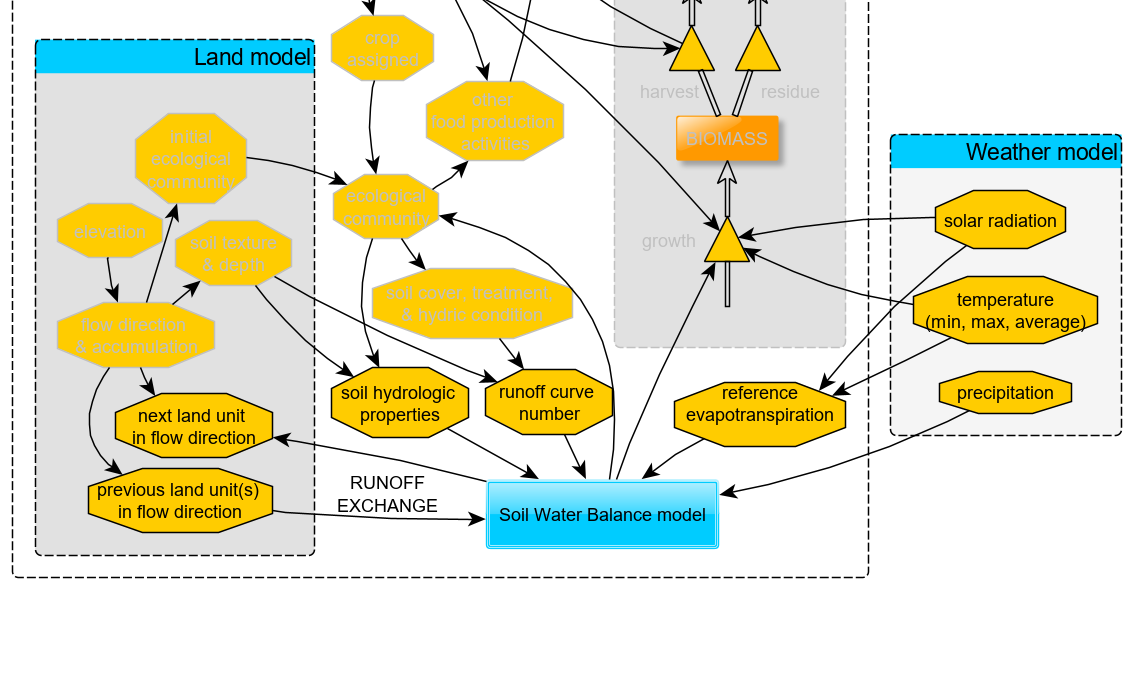 crop
assigned
Land model
other
food production
activities
harvest
residue
BIOMASS
initial
ecological
community
Weather model
ecological
community
elevation
soil texture
& depth
growth
solar radiation
soil cover, treatment,
& hydric condition
temperature
(min, max, average)
flow direction
& accumulation
soil hydrologic
properties
runoff curve
number
reference
evapotranspiration
precipitation
next land unit
in flow direction
previous land unit(s)
in flow direction
RUNOFF
EXCHANGE
Soil Water Balance model